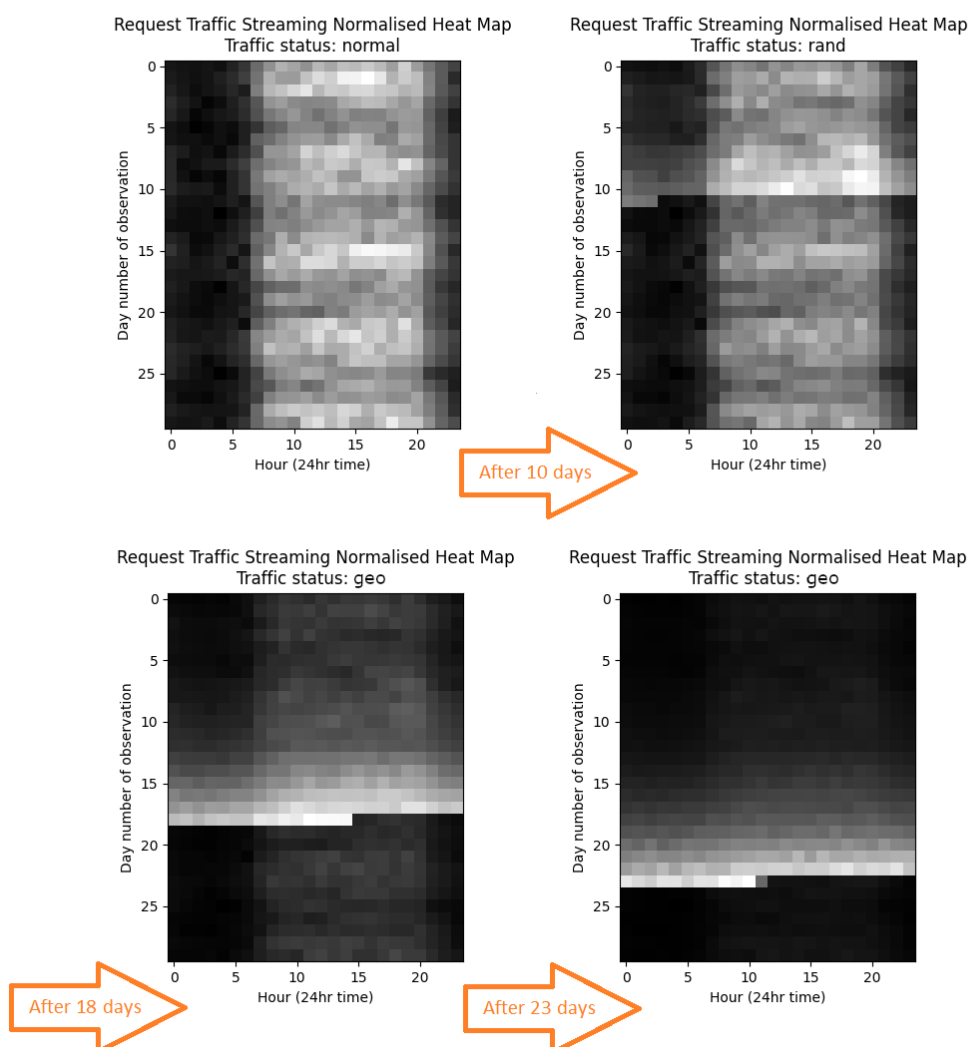 Request Traffic Streaming Normalised Heat Map
Traffic status: normal
0
5
10
15
20
25
Day number of observation
0 5 10 15 20
Hour (24hr time)
Request Traffic Streaming Normalised Heat Map
Traffic status: rand
0
5
10
15
20
25
Day number of observation
0 5 10 15 20
Hour (24hr time)
After 10 days
Request Traffic Streaming Normalised Heat Map
Traffic status: geo
0
5
10
15
20
25
Day number of observation
0 5 10 15 20
Hour (24hr time)
After 18 days
Request Traffic Streaming Normalised Heat Map
Traffic status: geo
0
5
10
15
20
25
Day number of observation
0 5 10 15 20
Hour (24hr time)
After 23 days